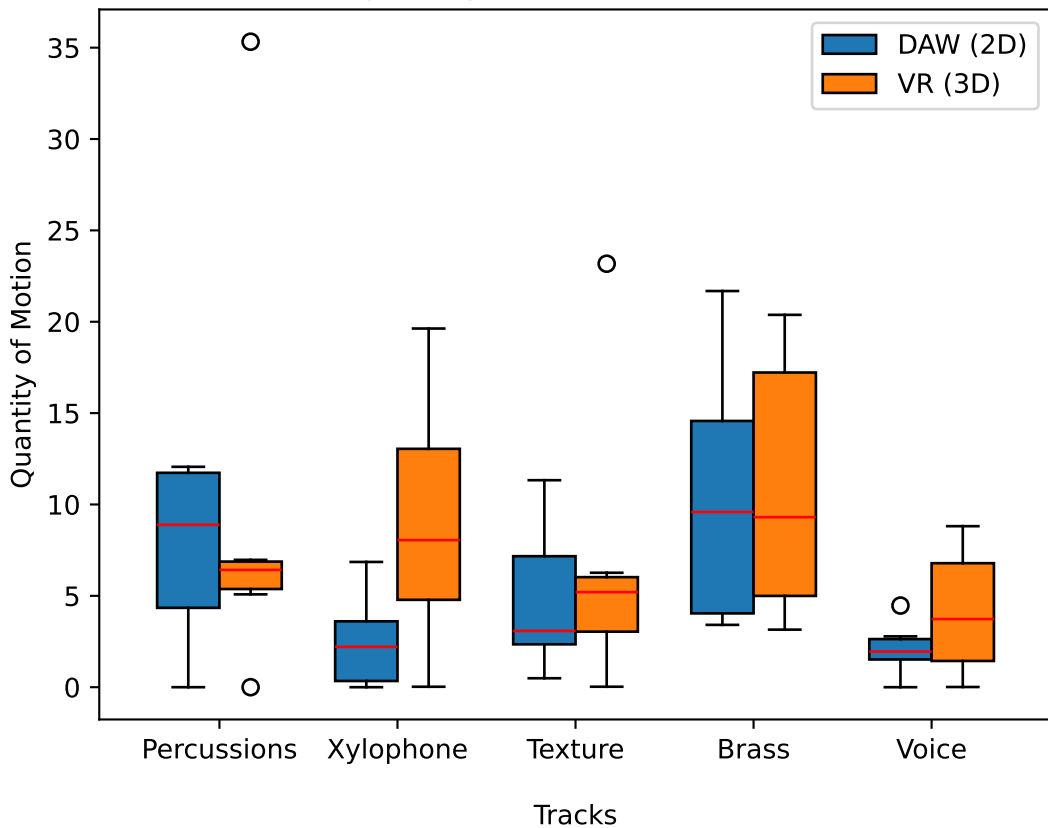 DAW (2D)
VR (3D)
Quantity of Motion
35
30
25
20
15
10
5
0
Percussions Xylophone Texture Brass Voice
Tracks